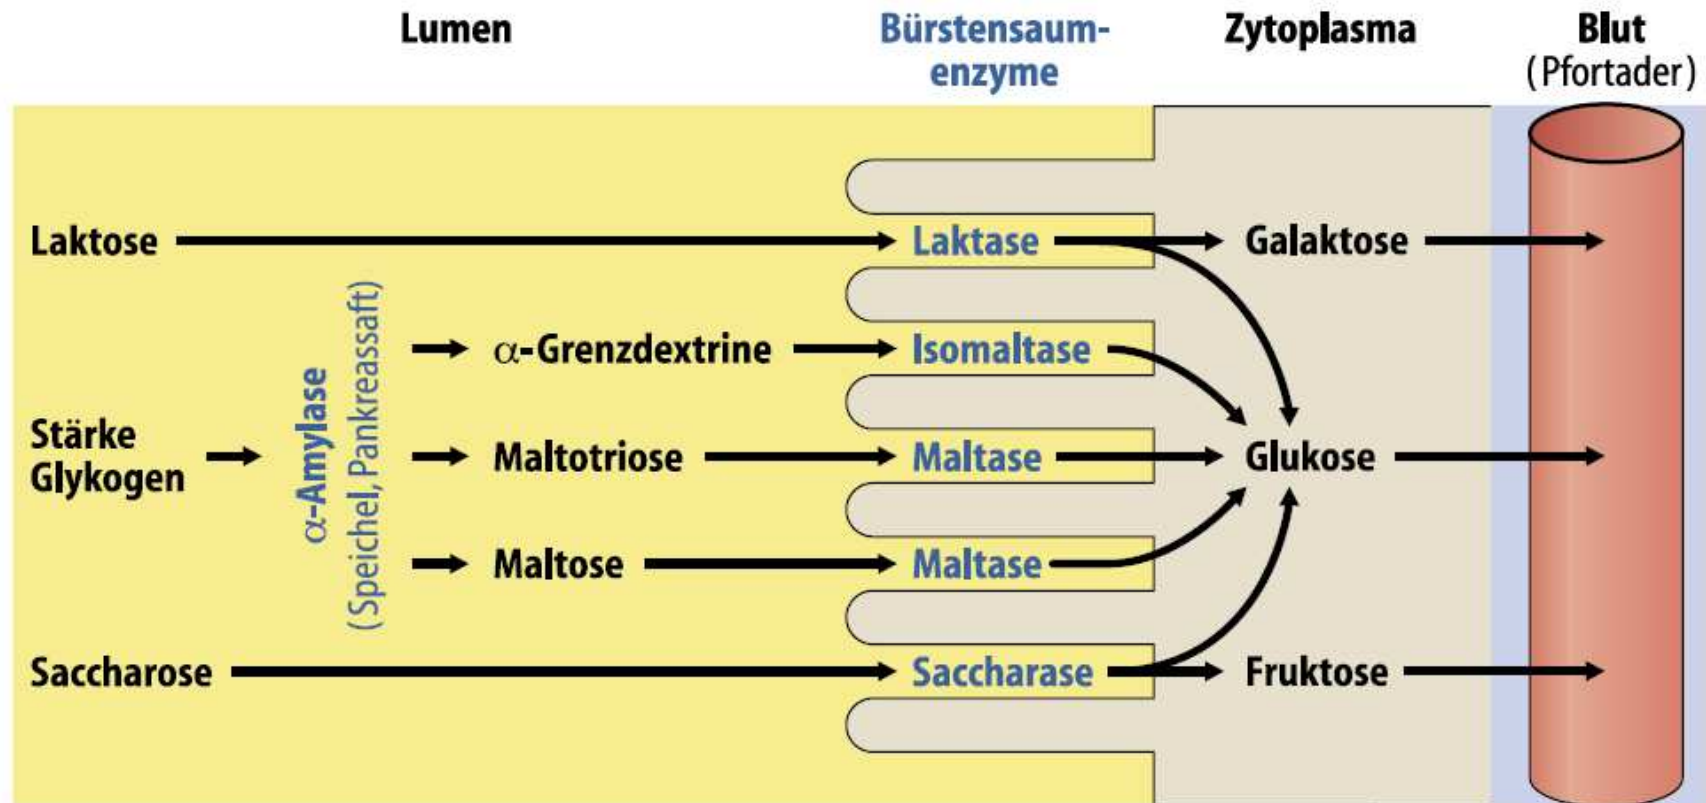 Lumen
Bürstensaum-
enzyme
Zytoplasma
Blut
(Pfortader)
Laktose
Laktase
Galaktose
α-Amylase
(Speichel, Pankreassaft)
α-Grenzdextrine
Isomaltase
Stärke
Glykogen
Maltotriose
Maltase
Glukose
Maltose
Maltase
Saccharose
Saccharase
Fruktose